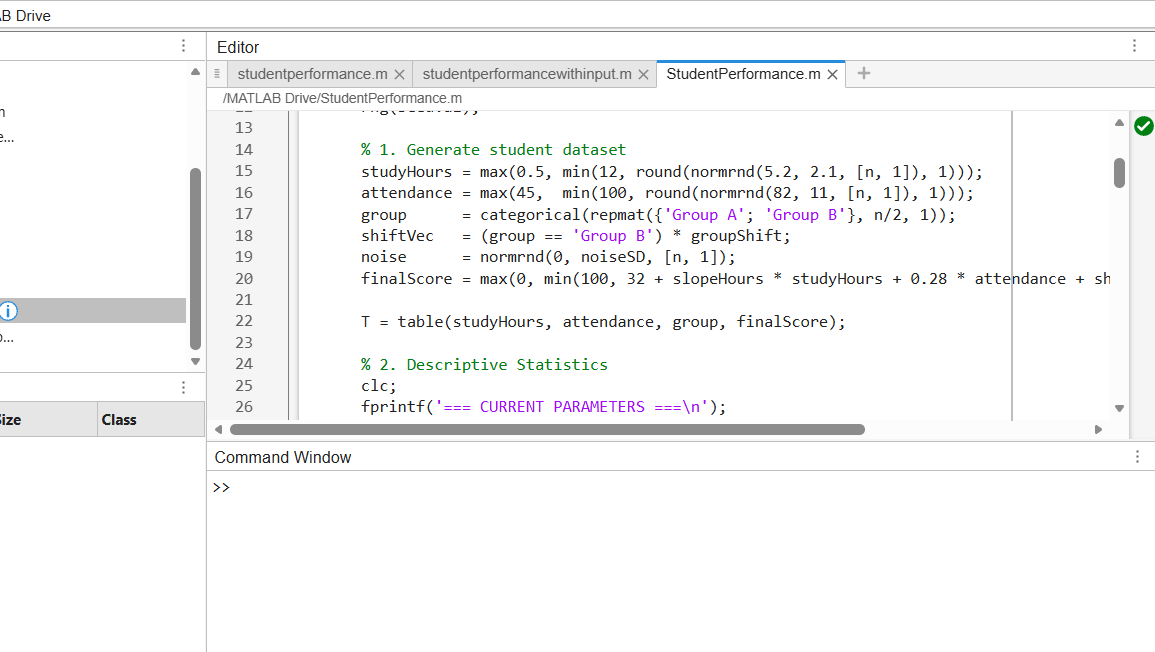 B Drive
Editor
studentperformance.m
studentperformancewithinput.m
StudentPerformance.m
/MATLAB Drive/StudentPerformance.m
13
14 % 1. Generate student dataset
15 studyHours = max(0.5, min(12, round(normrnd(5.2, 2.1, [n, 1]), 1)));
16 attendance = max(45,  min(100, round(normrnd(82, 11, [n, 1]), 1)));
17 group      = categorical(repmat({'Group A'; 'Group B'}, n/2, 1));
18 shiftVec   = (group == 'Group B') * groupShift;
19 noise      = normrnd(0, noiseSD, [n, 1]);
20 finalScore = max(0, min(100, 32 + slopeHours * studyHours + 0.28 * attendance + sh
21
22 T = table(studyHours, attendance, group, finalScore);
23
24 % 2. Descriptive Statistics
25 clc;
26 fprintf('=== CURRENT PARAMETERS ===\n');
e...
o...
ize
Class
Command Window
>>